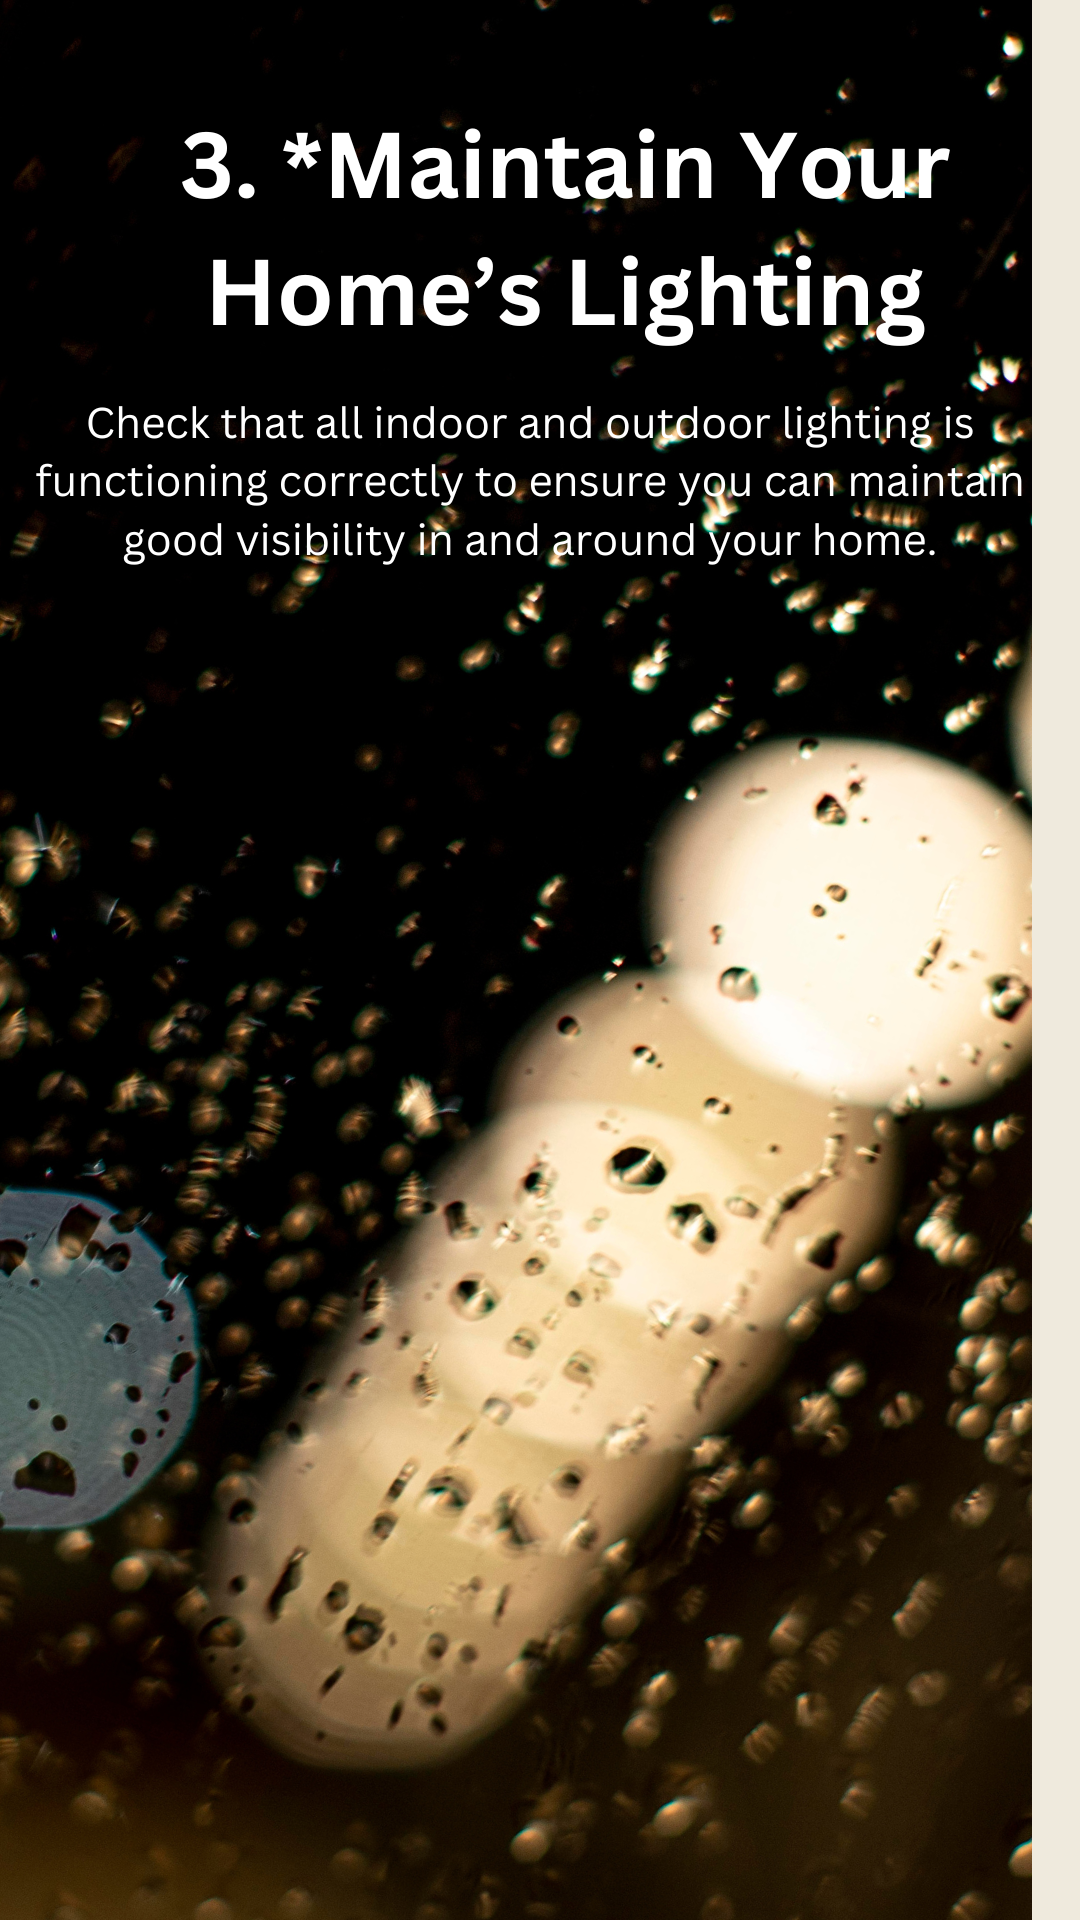 3. *Maintain Your
Home’s Lighting
Check that all indoor and outdoor lighting is
functioning correctly to ensure you can maintain
good visibility in and around your home.